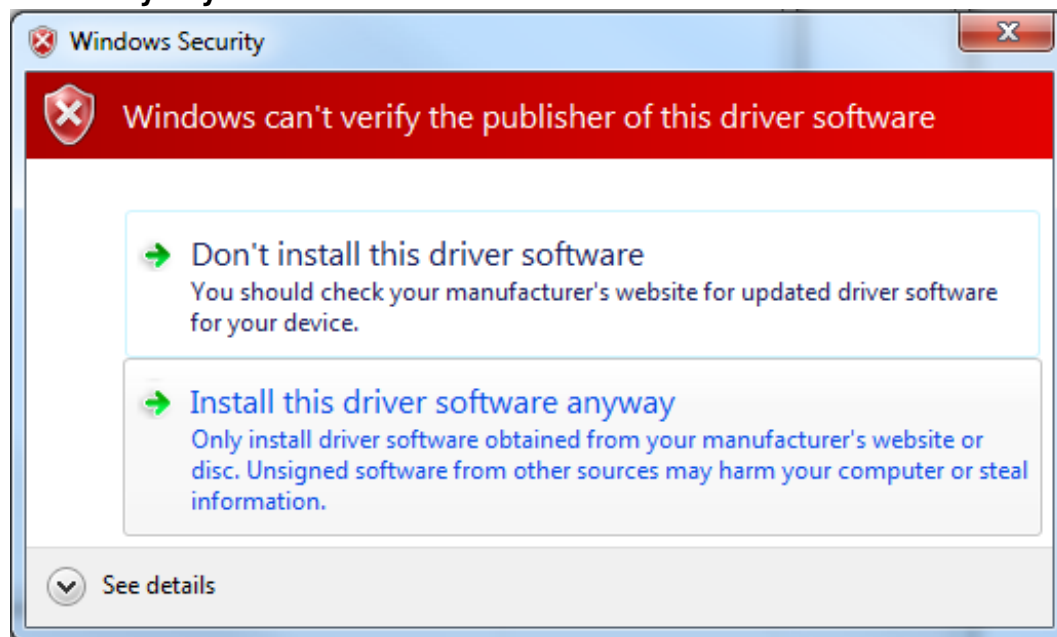 Windows Security
Windows can't verify the publisher of this driver software
Don't install this driver software
You should check your manufacturer's website for updated driver software
for your device.
Install this driver software anyway
Only install driver software obtained from your manufacturer's website or
disc. Unsigned software from other sources may harm your computer or steal
information.
See details